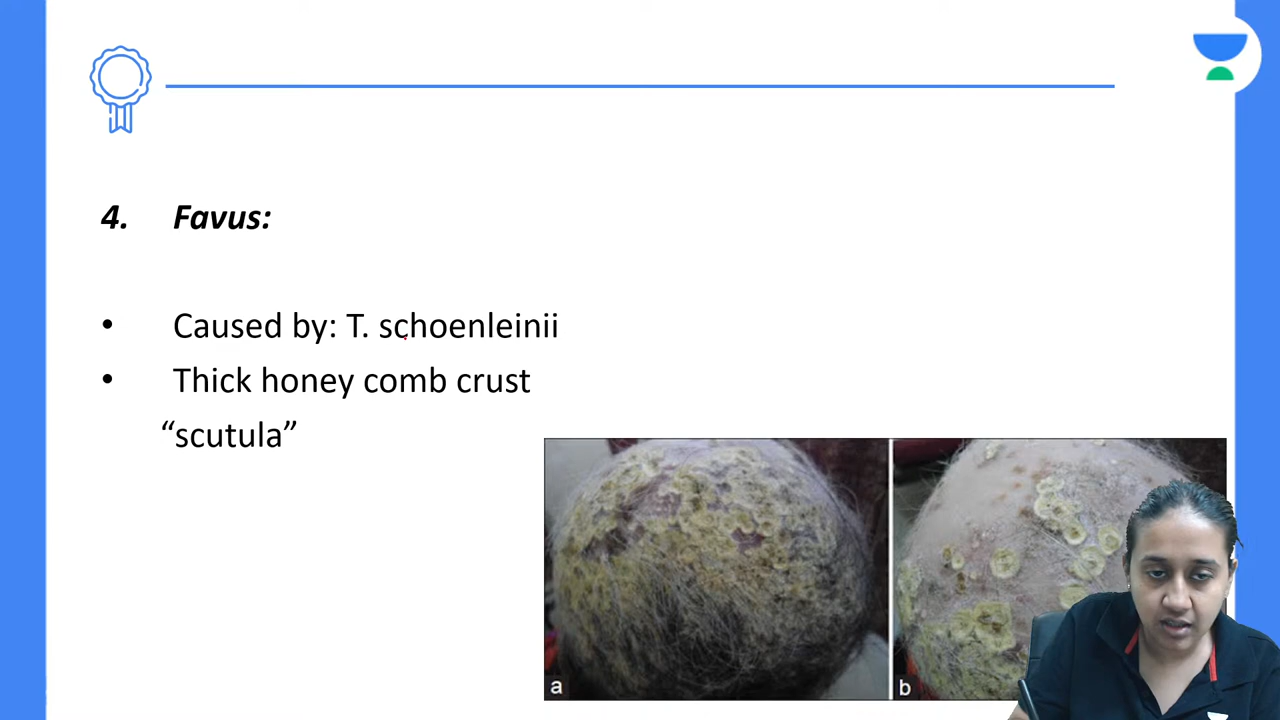 4. Favus:
• Caused by: T. schoenleinii
• Thick honey comb crust
“scutula”
a b